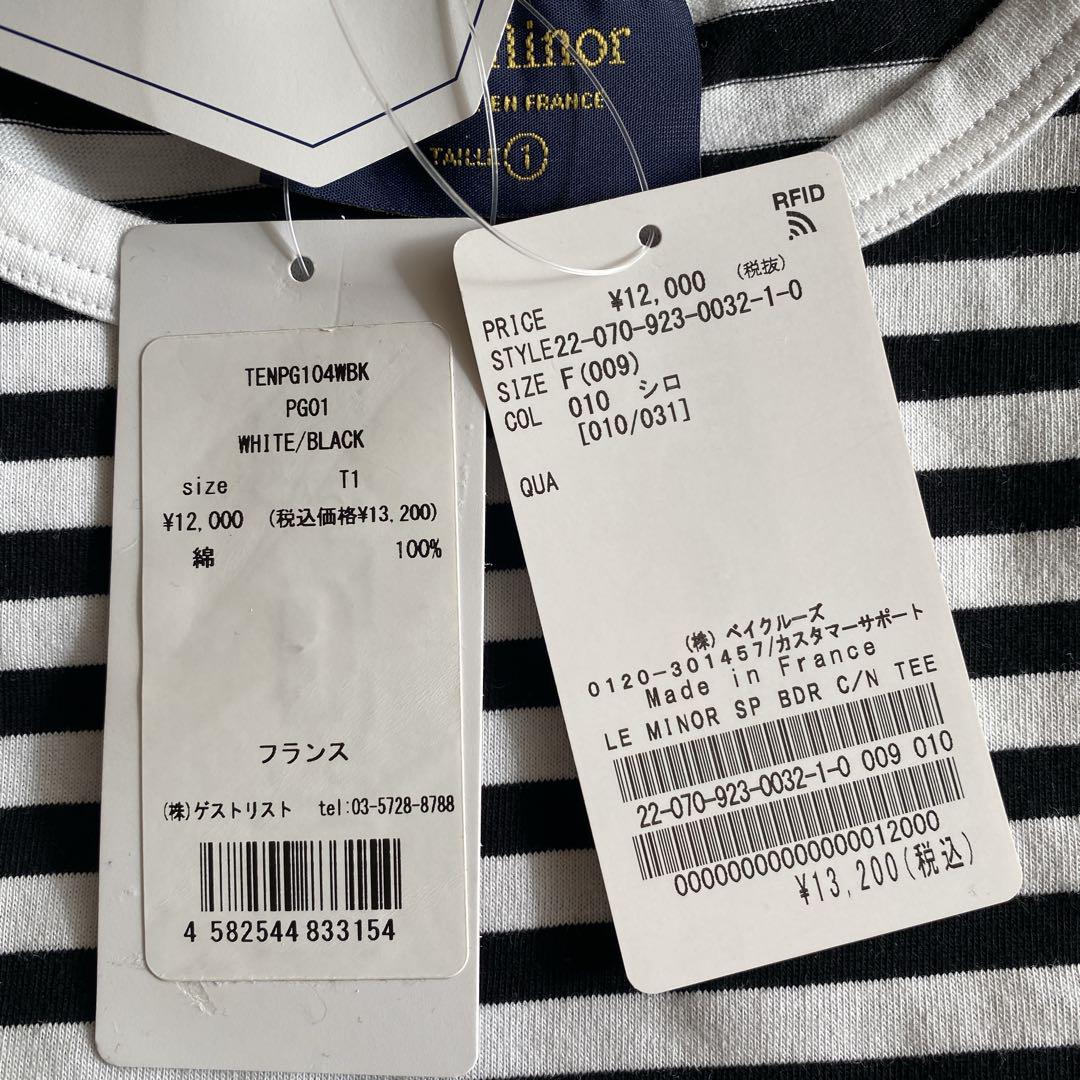 inor
EN FRANCE
TAILLE 1
TENPG104WBK
PG01
WHITE/BLACK
size T1
¥12,000 (税込価格¥13,200)
綿 100%
フランス
(株)ゲストリスト tel:03-5728-8788
4 582544 833154
RFID
PRICE ¥12,000 (税抜)
STYLE 22-070-923-0032-1-0
SIZE F(009)
COL 010 シロ
[010/031]
QUA
(株) ベイクルーズ
0120-301457/カスタマーサポート
Made in France
LE MINOR SP BDR C/N TEE
22-070-923-0032-1-0 009 010
0000000000000012000
¥13,200(税込)